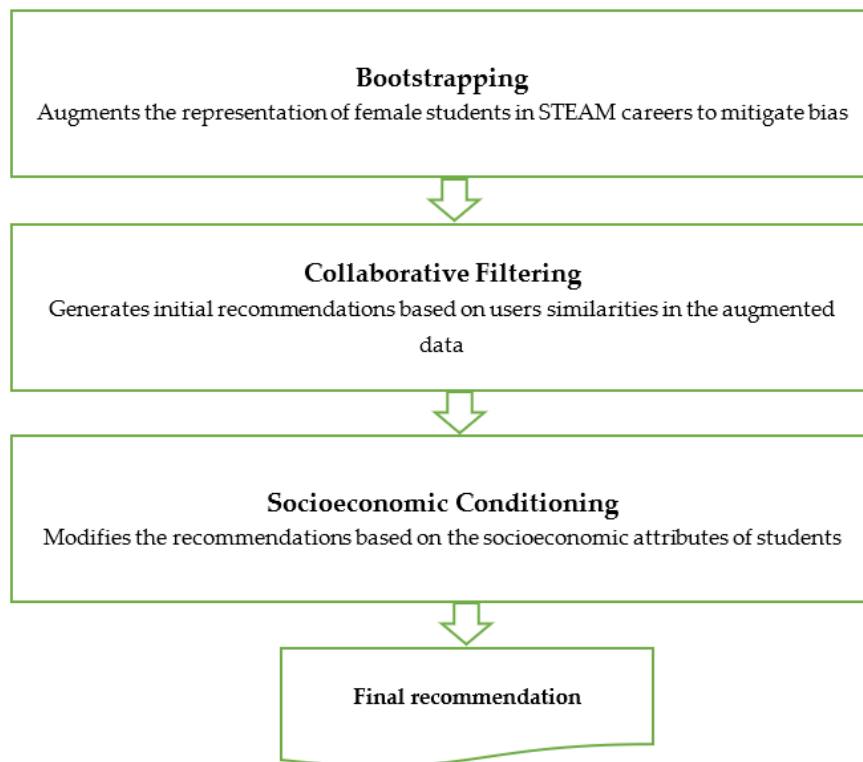 Bootstrapping
Augments the representation of female students in STEAM careers to mitigate bias
Collaborative Filtering
Generates initial recommendations based on users similarities in the augmented
data
Socioeconomic Conditioning
Modifies the recommendations based on the socioeconomic attributes of students
Final recommendation